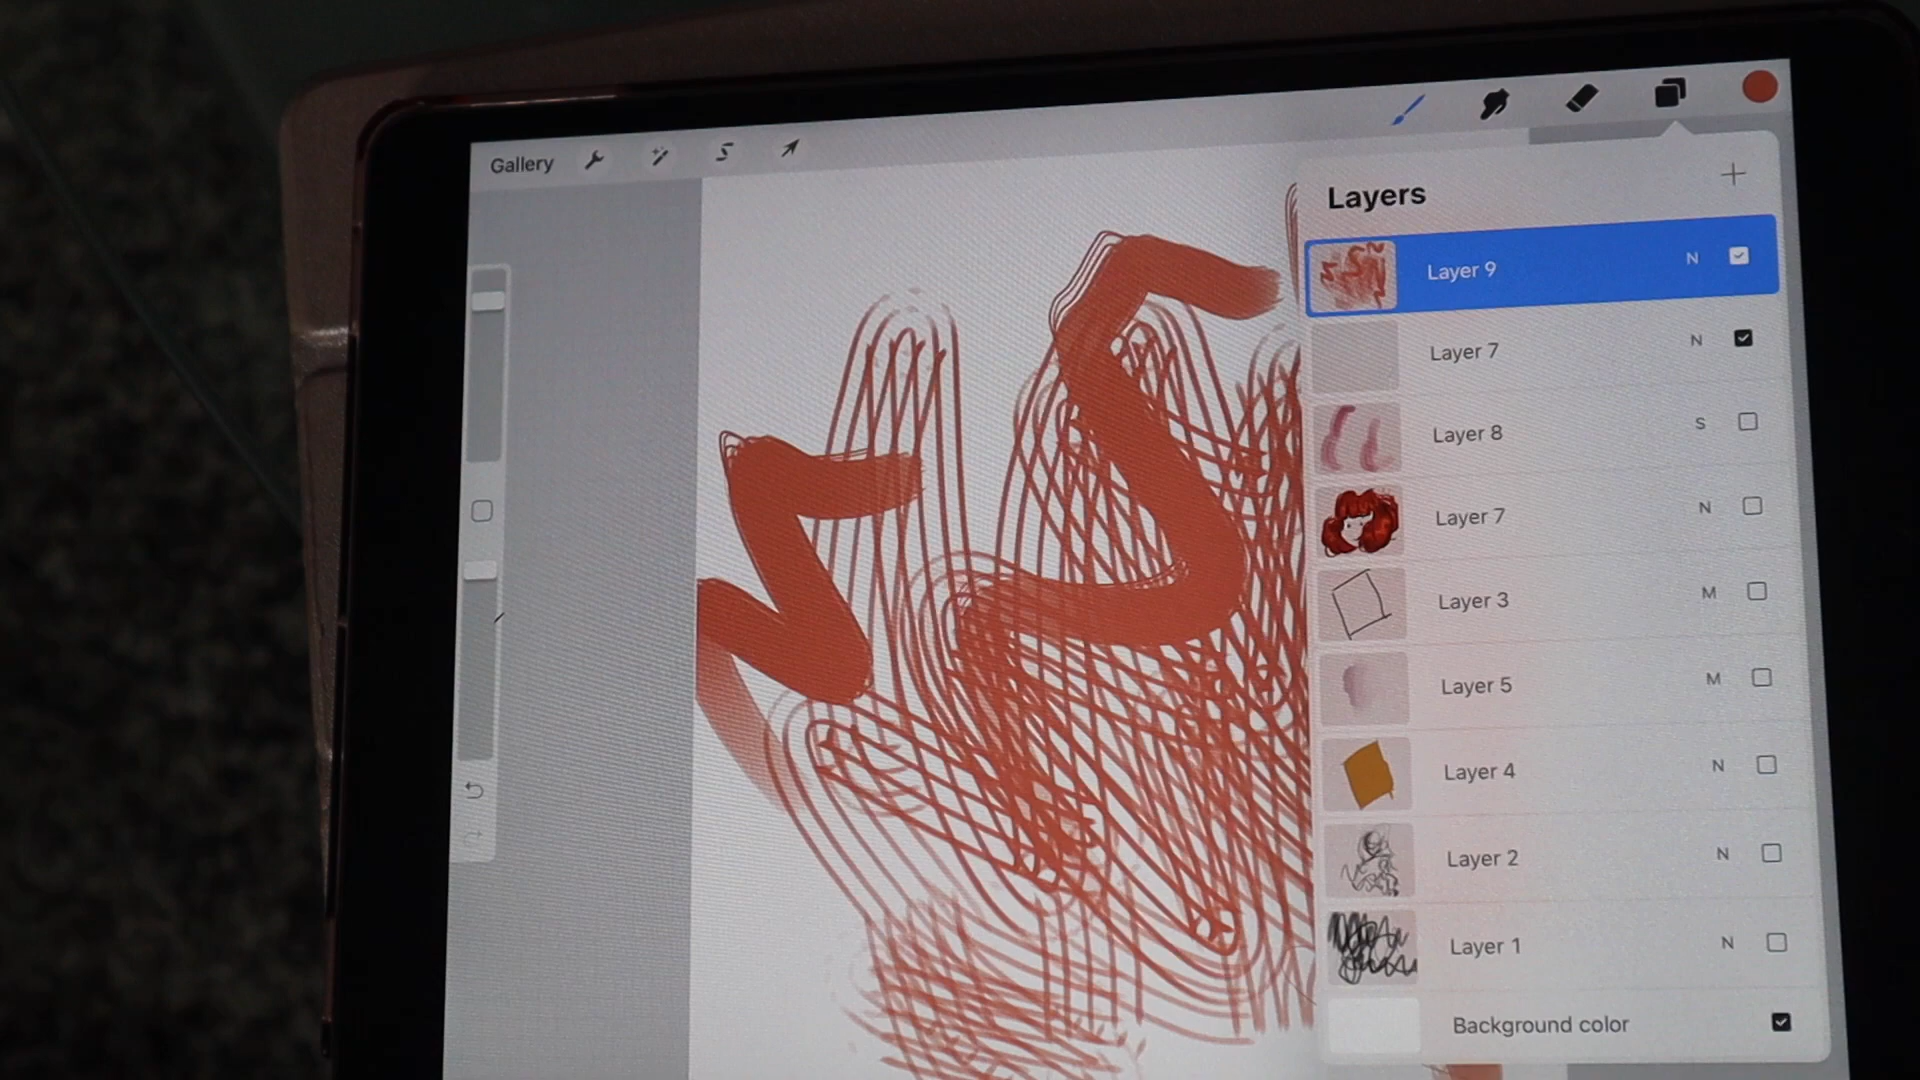 Gallery
Layers
Layer 9 N
Layer 7 N
Layer 8 S
Layer 7 N
Layer 3 M
Layer 5 M
Layer 4 N
Layer 2 N
Layer 1 N
Background color